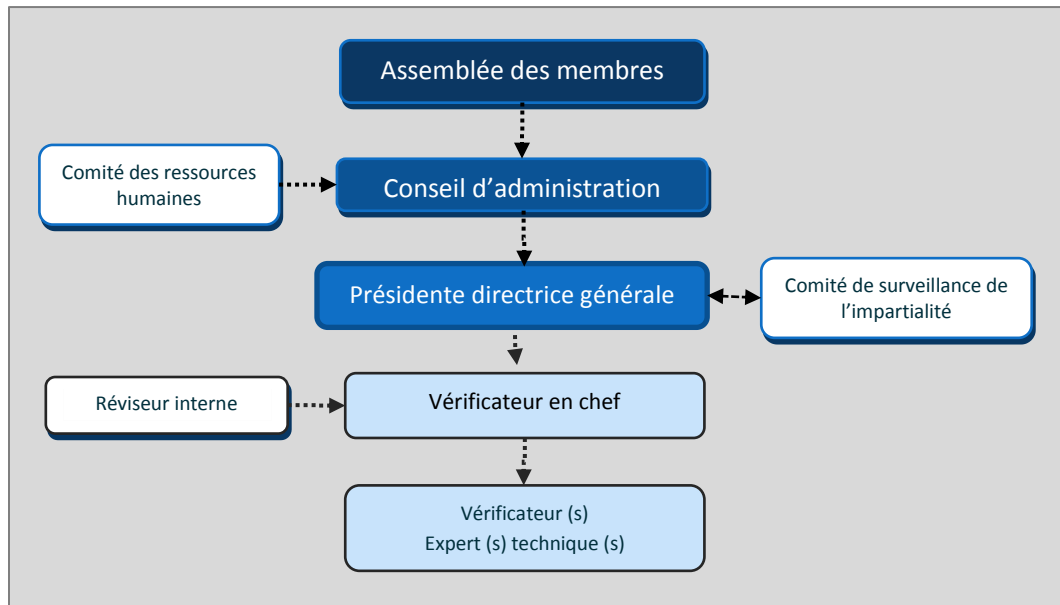 Assemblée des membres
Comité des ressources
humaines
Conseil d’administration
Présidente directrice générale
Comité de surveillance de
l’impartialité
Réviseur interne
Vérificateur en chef
Vérificateur (s)
Expert (s) technique (s)